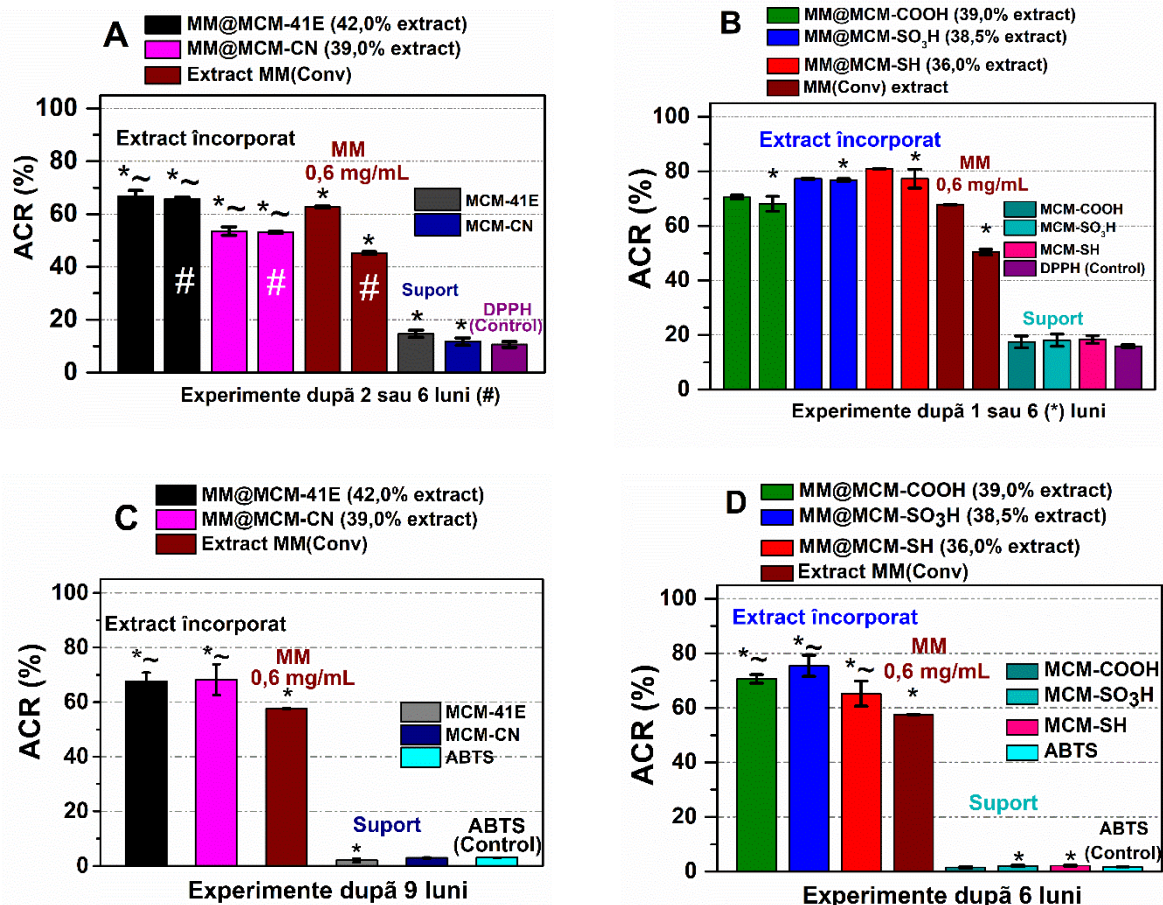 A
MM@MCM-41E (42,0% extract)
MM@MCM-CN (39,0% extract)
Extract MM(Conv)
ACR (%)
100
80
60
40
20
0
Extract încorporat
MM
0,6 mg/mL
*~
*~
*~
*~
*
*
#
#
#
MCM-41E
MCM-CN
Suport
DPPH
(Control)
*
*
Experimente dupã 2 sau 6 luni (#)
B
MM@MCM-COOH (39,0% extract)
MM@MCM-SO3H (38,5% extract)
MM@MCM-SH (36,0% extract)
MM(Conv) extract
ACR (%)
100
80
60
40
20
0
Extract încorporat
MM
0,6 mg/mL
*
*
*
*
MCM-COOH
MCM-SO3H
MCM-SH
DPPH (Control)
Suport
Experimente dupã 1 sau 6 (*) luni
C
MM@MCM-41E (42,0% extract)
MM@MCM-CN (39,0% extract)
Extract MM(Conv)
ACR (%)
100
80
60
40
20
0
Extract încorporat
MM
0,6 mg/mL
*~
*~
*
MCM-41E
MCM-CN
ABTS
Suport
ABTS
(Control)
*
Experimente dupã 9 luni
D
MM@MCM-COOH (39,0% extract)
MM@MCM-SO3H (38,5% extract)
MM@MCM-SH (36,0% extract)
Extract MM(Conv)
ACR (%)
100
80
60
40
20
0
Extract încorporat
MM
0,6 mg/mL
*~
*~
*~
*
MCM-COOH
MCM-SO3H
MCM-SH
ABTS
Suport
ABTS
(Control)
*
*
Experimente dupã 6 luni